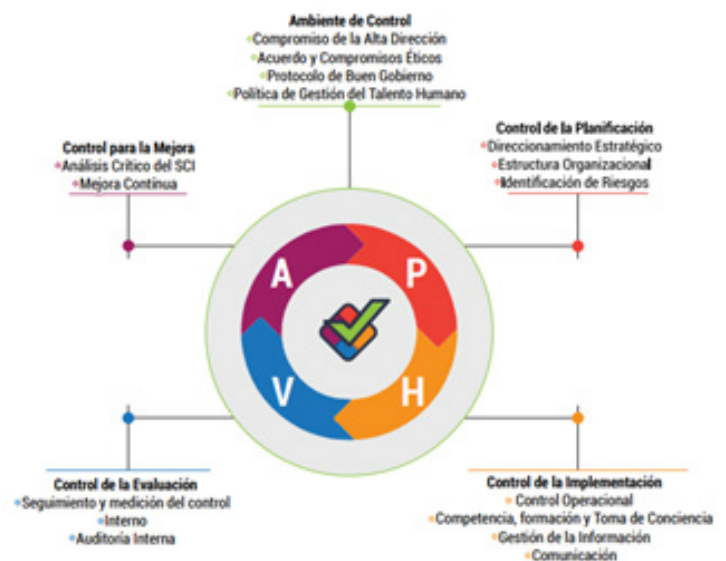 Ambiente de Control
Compromiso de la Alta Dirección
Acuerdo y Compromisos Éticos
Protocolo de Buen Gobierno
Política de Gestión del Talento Humano
Control para la Mejora
Análisis Crítico del SCI
Mejora Contínua
Control de la Planificación
Direccionamiento Estratégico
Estructura Organizacional
Identificación de Riesgos
A
P
V
H
Control de la Evaluación
Seguimiento y medición del control
Interno
Auditoría Interna
Control de la Implementación
Control Operacional
Competencia, formación y Toma de Conciencia
Gestión de la Información
Comunicación